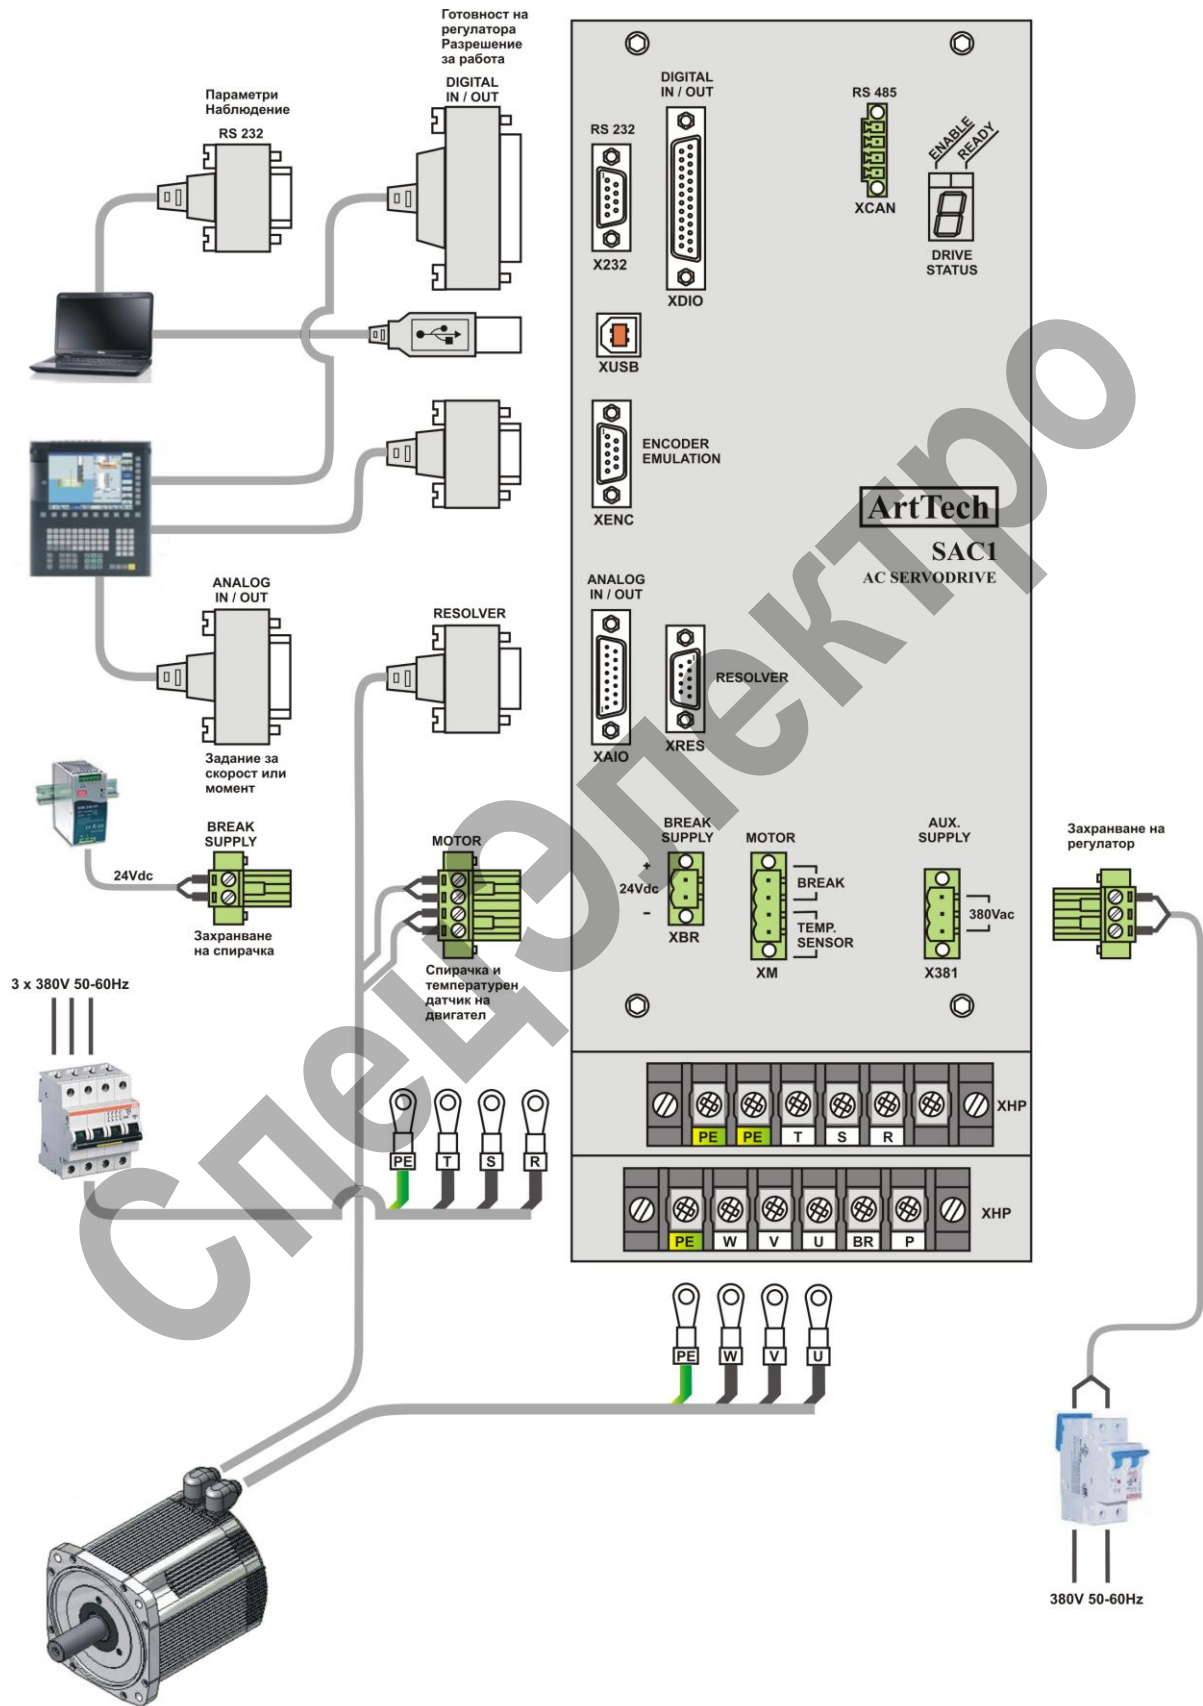 Готовност на
регулатора
Разрешение
за работа
DIGITAL
IN / OUT
Параметри
Наблюдение
RS 232
DIGITAL
IN / OUT
RS 485
RS 232
ENABLE
READY
XCAN
X232
DRIVE
STATUS
XDIO
XUSB
ENCODER
EMULATION
XENC
ArtTech
SAC1
AC SERVODRIVE
ANALOG
IN / OUT
RESOLVER
ANALOG
IN / OUT
RESOLVER
XRES
XAIO
Задание за
скорост или
момент
BREAK
SUPPLY
MOTOR
BREAK
SUPPLY
MOTOR
AUX.
SUPPLY
Захранване на
регулатор
24Vdc
+
24Vdc
–
BREAK
TEMP.
SENSOR
380Vac
XBR
XM
X381
Захранване
на спирачка
Спирачка и
температурен
датчик на
двигател
3 x 380V 50-60Hz
XHP
PE PE T S R
PE T S R
XHP
PE W V U BR P
PE W V U
380V 50-60Hz
Спецэлектро